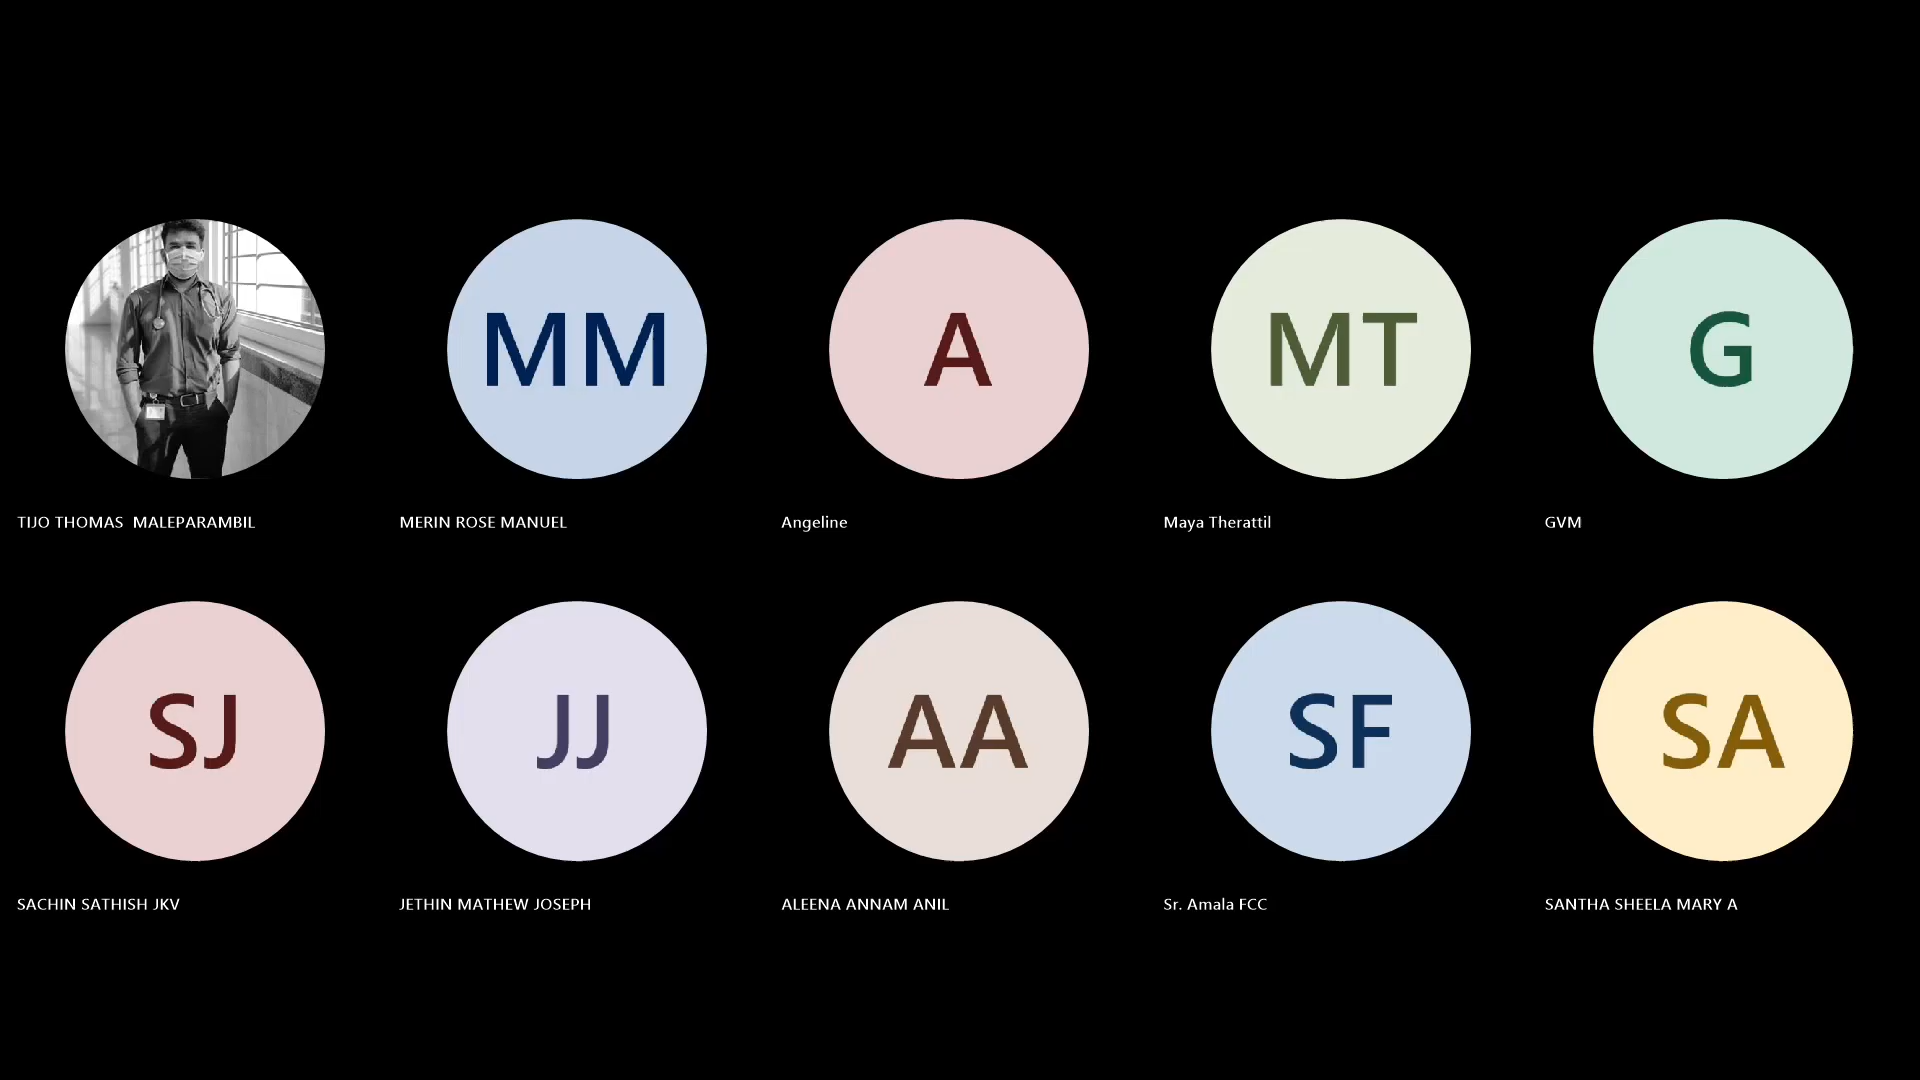 MM
A
MT
G
TIJO THOMAS  MALEPARAMBIL
MERIN ROSE MANUEL
Angeline
Maya Therattil
GVM
SJ
JJ
AA
SF
SA
SACHIN SATHISH JKV
JETHIN MATHEW JOSEPH
ALEENA ANNAM ANIL
Sr. Amala FCC
SANTHA SHEELA MARY A